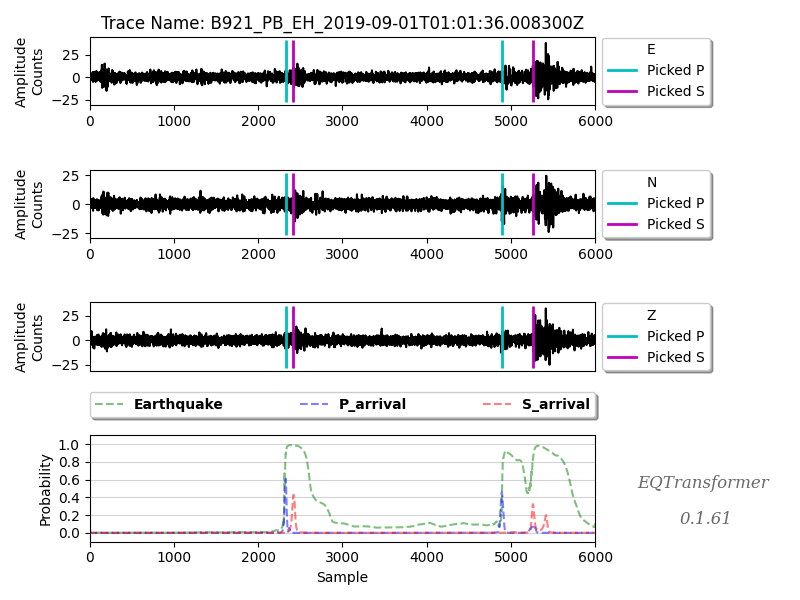 Trace Name: B921_PB_EH_2019-09-01T01:01:36.008300Z
Amplitude
Counts
25
0
−25
0 1000 2000 3000 4000 5000 6000
E
Picked P
Picked S
Amplitude
Counts
25
0
−25
0 1000 2000 3000 4000 5000 6000
N
Picked P
Picked S
Amplitude
Counts
25
0
−25
0 1000 2000 3000 4000 5000 6000
Z
Picked P
Picked S
Earthquake P_arrival S_arrival
Probability
1.0
0.8
0.6
0.4
0.2
0.0
0 1000 2000 3000 4000 5000 6000
Sample
EQTransformer
0.1.61